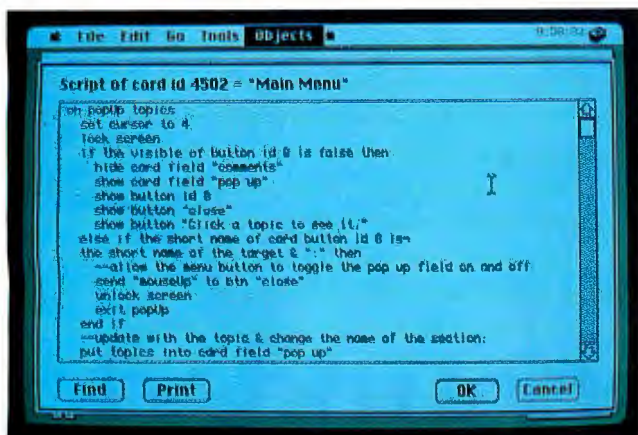 File Edit Go Tools Objects
Script of card id 4502 = "Main Menu"
on popUp topics
set cursor to 4
lock screen
if the visible of button id 8 is false then
hide card field "comments"
show card field "pop up"
show button id 8
show button "close"
show button "Click a topic to see it."
else if the short name of card button id 8 is¬
the short name of the target & ":" then
--allow the menu button to toggle the pop up field on and off
send "mouseUp" to btn "close"
unlock screen
exit popUp
end if
--update with the topic & change the name of the section:
put topics into card field "pop up"
Find Print OK Cancel